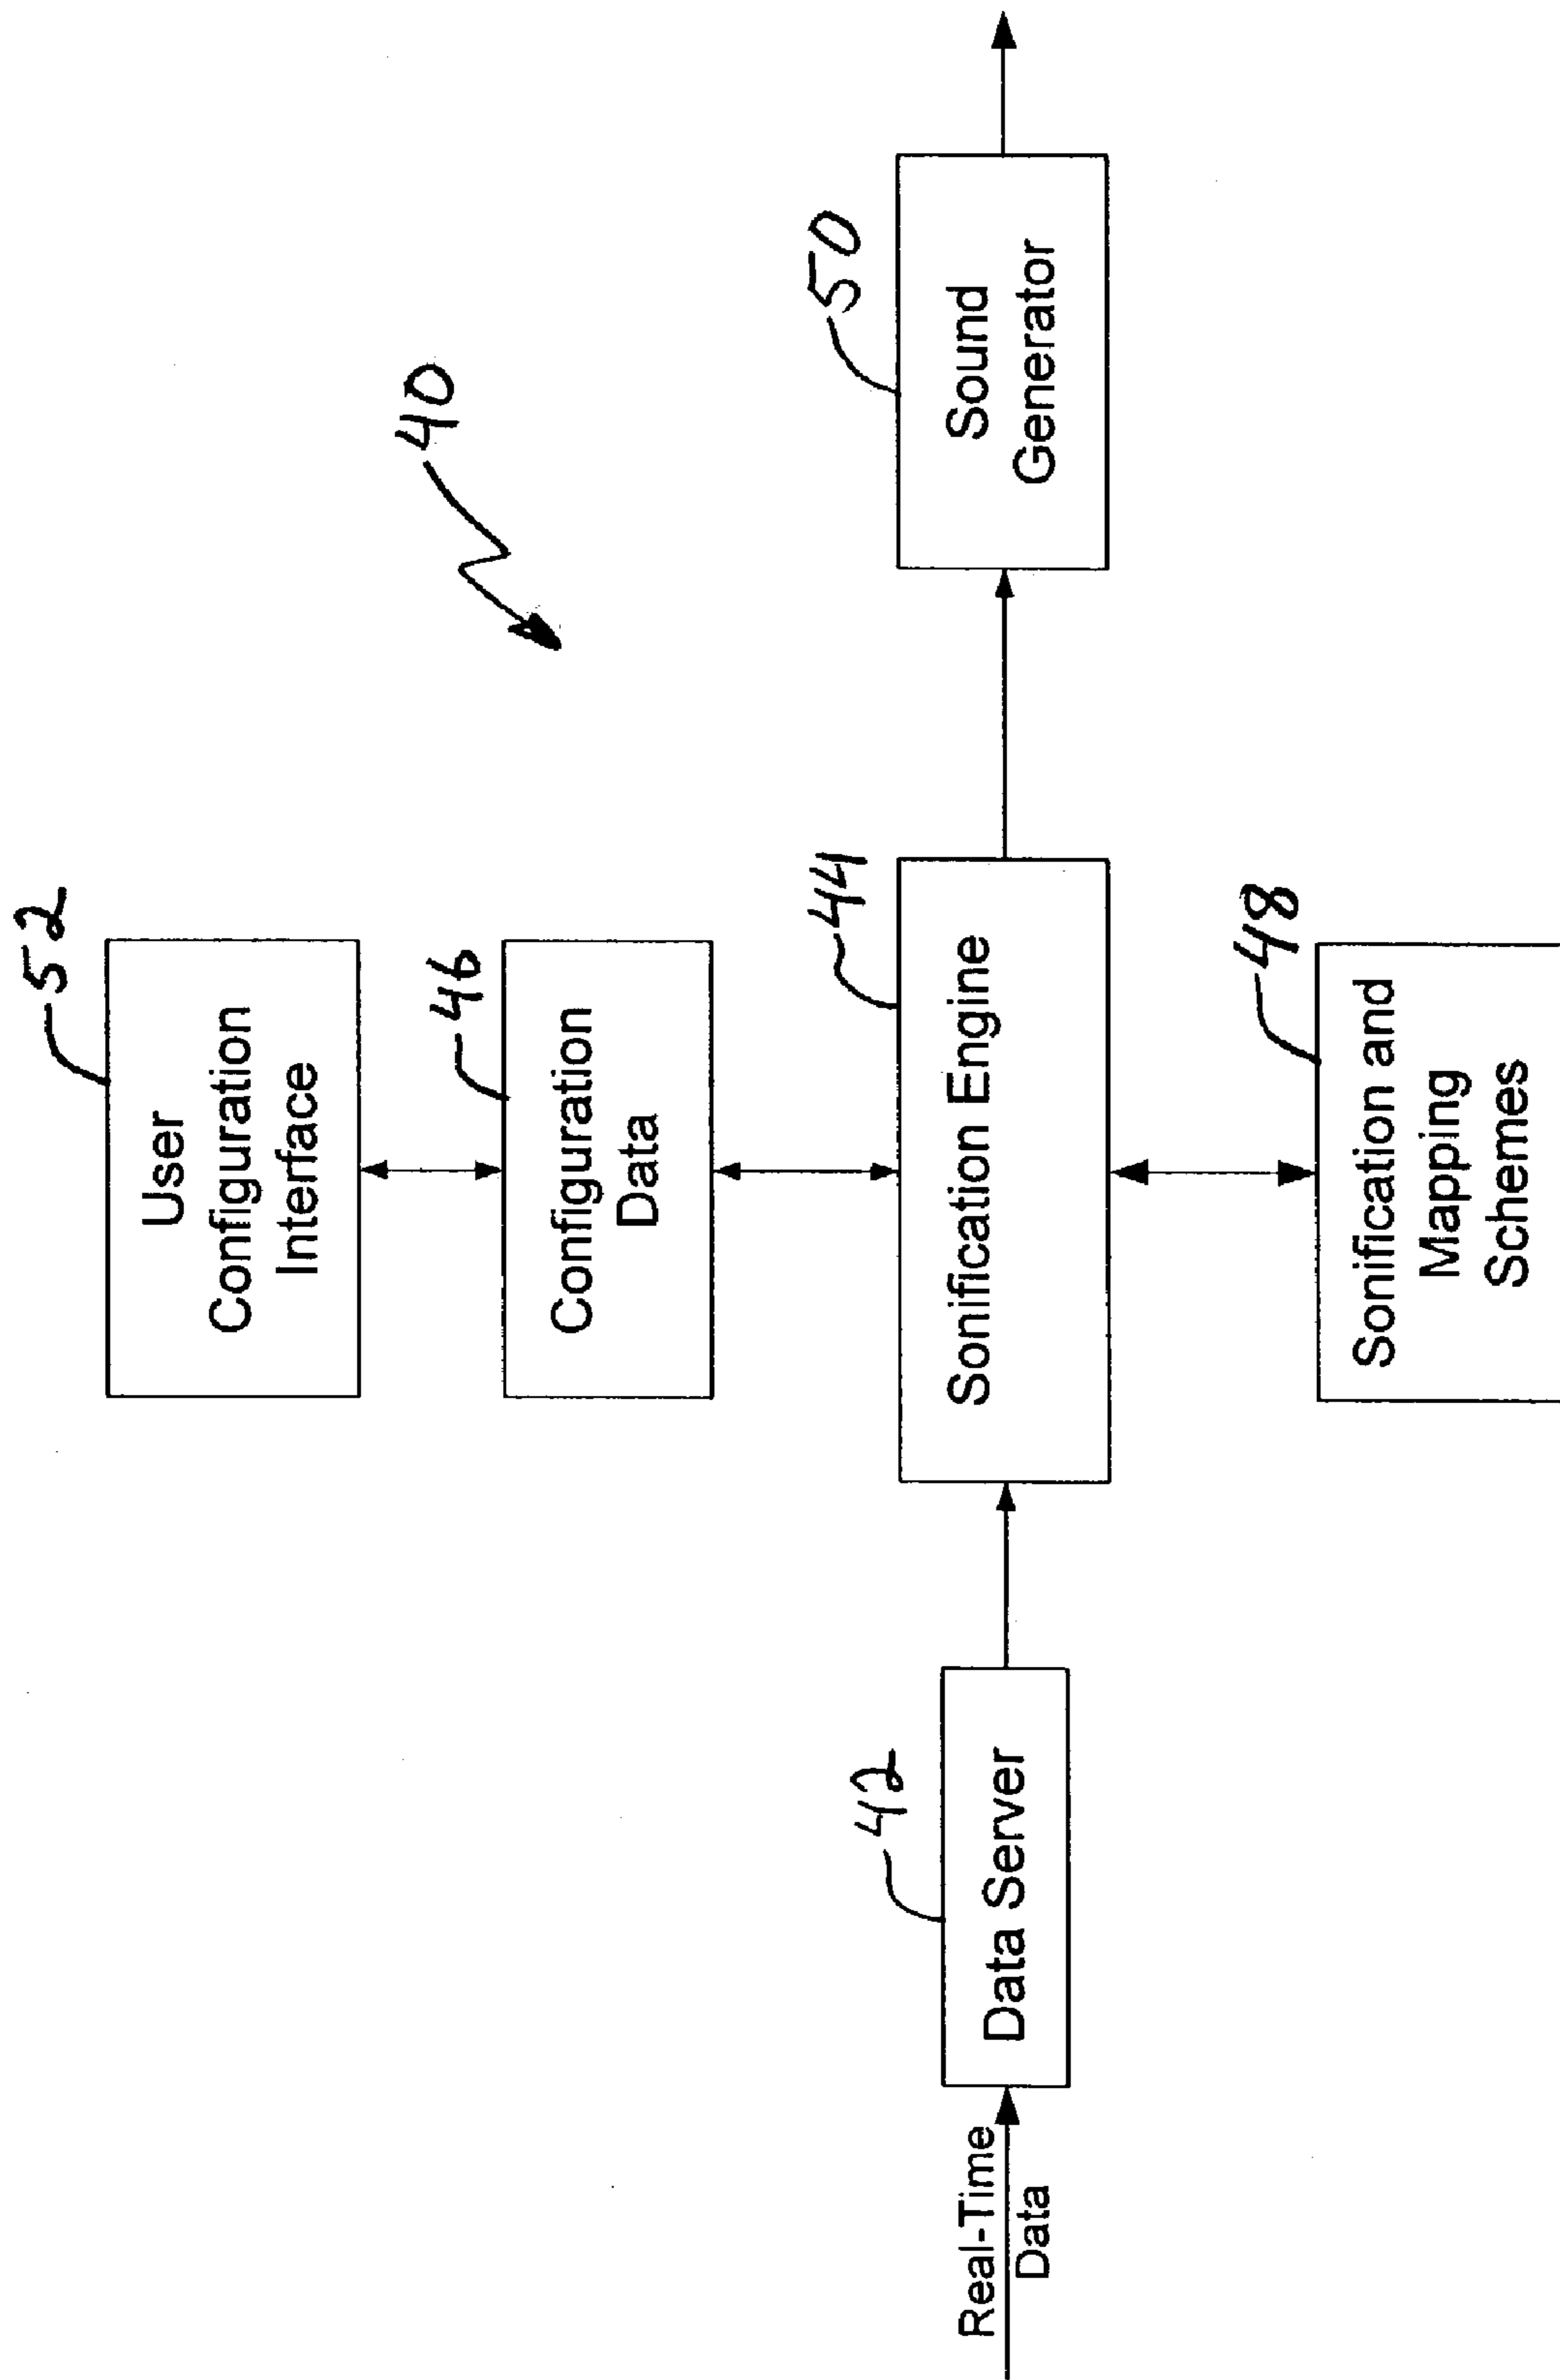 52
User
Configuration
Interface
46
Configuration
Data
40
44
Sonification Engine
50
Sound
Generator
42
Data Server
Real-Time
Data
48
Sonification and
Mapping
Schemes